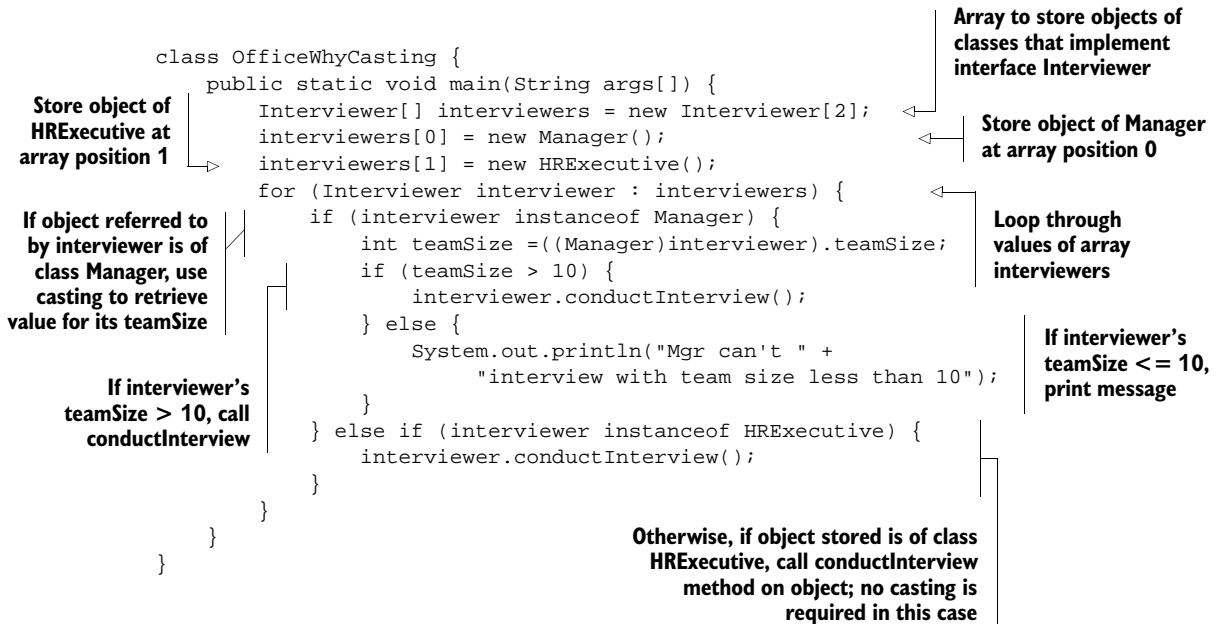 Array to store objects of
classes that implement
interface Interviewer
class OfficeWhyCasting {
public static void main(String args[]) {
Store object of
HRExecutive at
array position 1
Interviewer[] interviewers = new Interviewer[2];
interviewers[0] = new Manager();
Store object of Manager
at array position 0
interviewers[1] = new HRExecutive();
for (Interviewer interviewer : interviewers) {
Loop through
values of array
interviewers
If object referred to
by interviewer is of
class Manager, use
casting to retrieve
value for its teamSize
if (interviewer instanceof Manager) {
int teamSize =((Manager)interviewer).teamSize;
if (teamSize > 10) {
interviewer.conductInterview();
} else {
System.out.println("Mgr can't " +
"interview with team size less than 10");
If interviewer's
teamSize <= 10,
print message
If interviewer's
teamSize > 10, call
conductInterview
}
} else if (interviewer instanceof HRExecutive) {
interviewer.conductInterview();
}
}
}
}
Otherwise, if object stored is of class
HRExecutive, call conductInterview
method on object; no casting is
required in this case